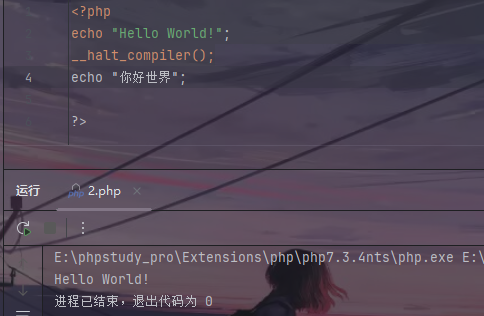 <?php
echo "Hello World!";
__halt_compiler();
4 echo "你好世界";
?>
运行 php 2.php
E:\phpstudy_pro\Extensions\php\php7.3.4nts\php.exe E:
Hello World!
进程已结束，退出代码为 0